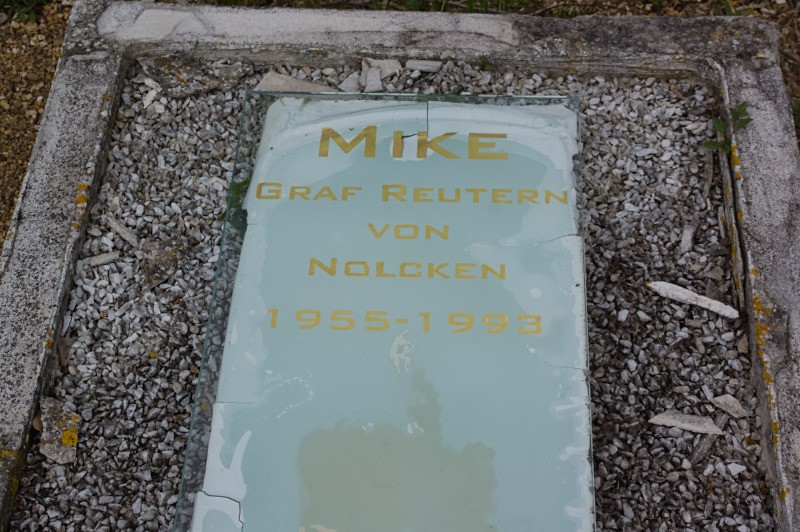 MIKE
GRAF REUTERN
VON
NOLCKEN
1955-1993